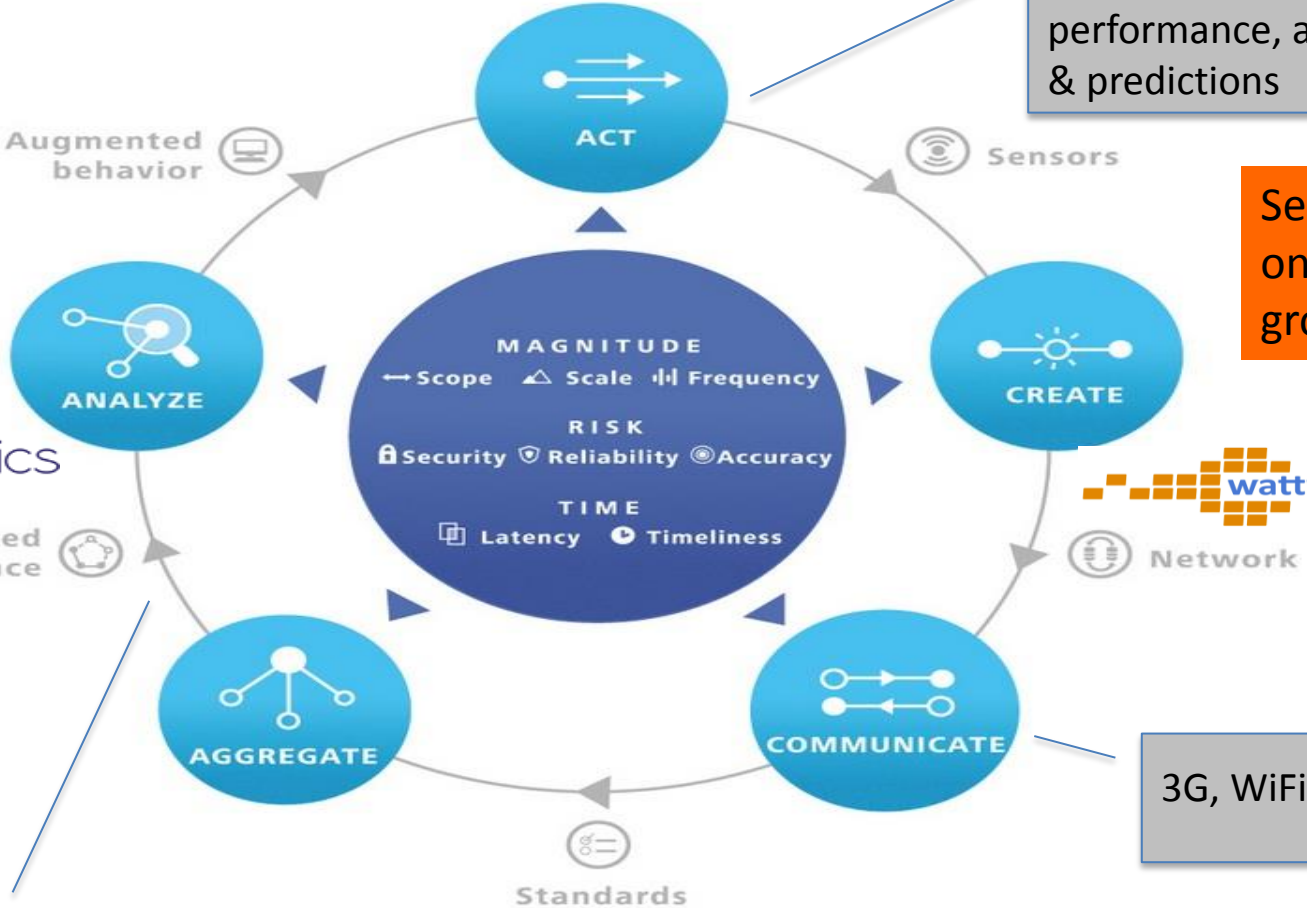 performance, a
& predictions
ACT
Augmented
behavior
Sensors
Se
on
gro
ANALYZE
CREATE
MAGNITUDE
Scope Scale Frequency
RISK
Security Reliability Accuracy
TIME
Latency Timeliness
ics
watt
ed
ce
Network
AGGREGATE
COMMUNICATE
3G, WiFi
Standards